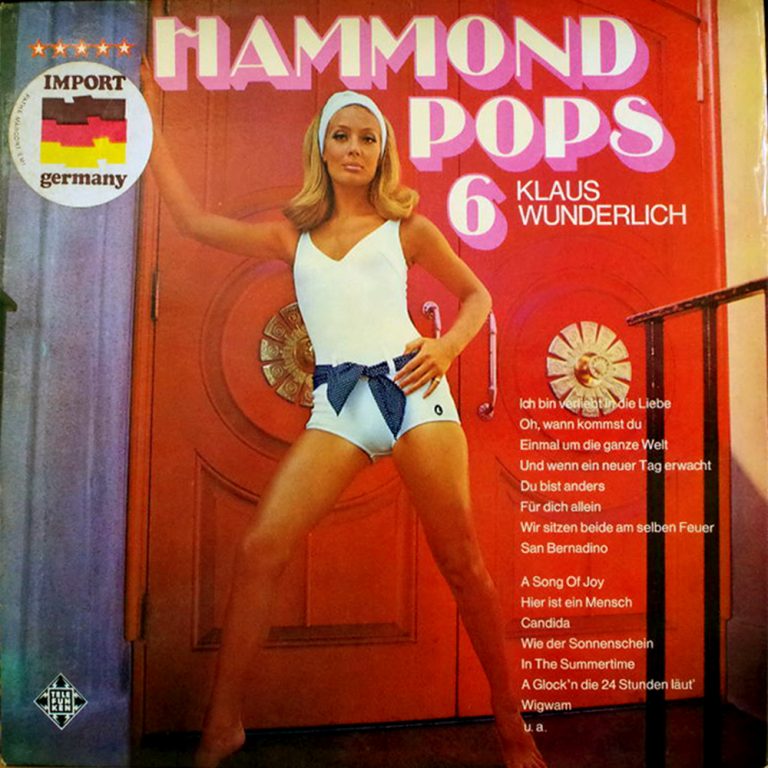 HAMMOND
POPS
6
KLAUS
WUNDERLICH
IMPORT
germany
Ich bin verliebt in die Liebe
Oh, wann kommst du
Einmal um die ganze Welt
Und wenn ein neuer Tag erwacht
Du bist anders
Für dich allein
Wir sitzen beide am selben Feuer
San Bernadino
A Song Of Joy
Hier ist ein Mensch
Candida
Wie der Sonnenschein
In The Summertime
A Glock'n die 24 Stunden läut'
Wigwam
u. a.
TELE
FUN
KEN